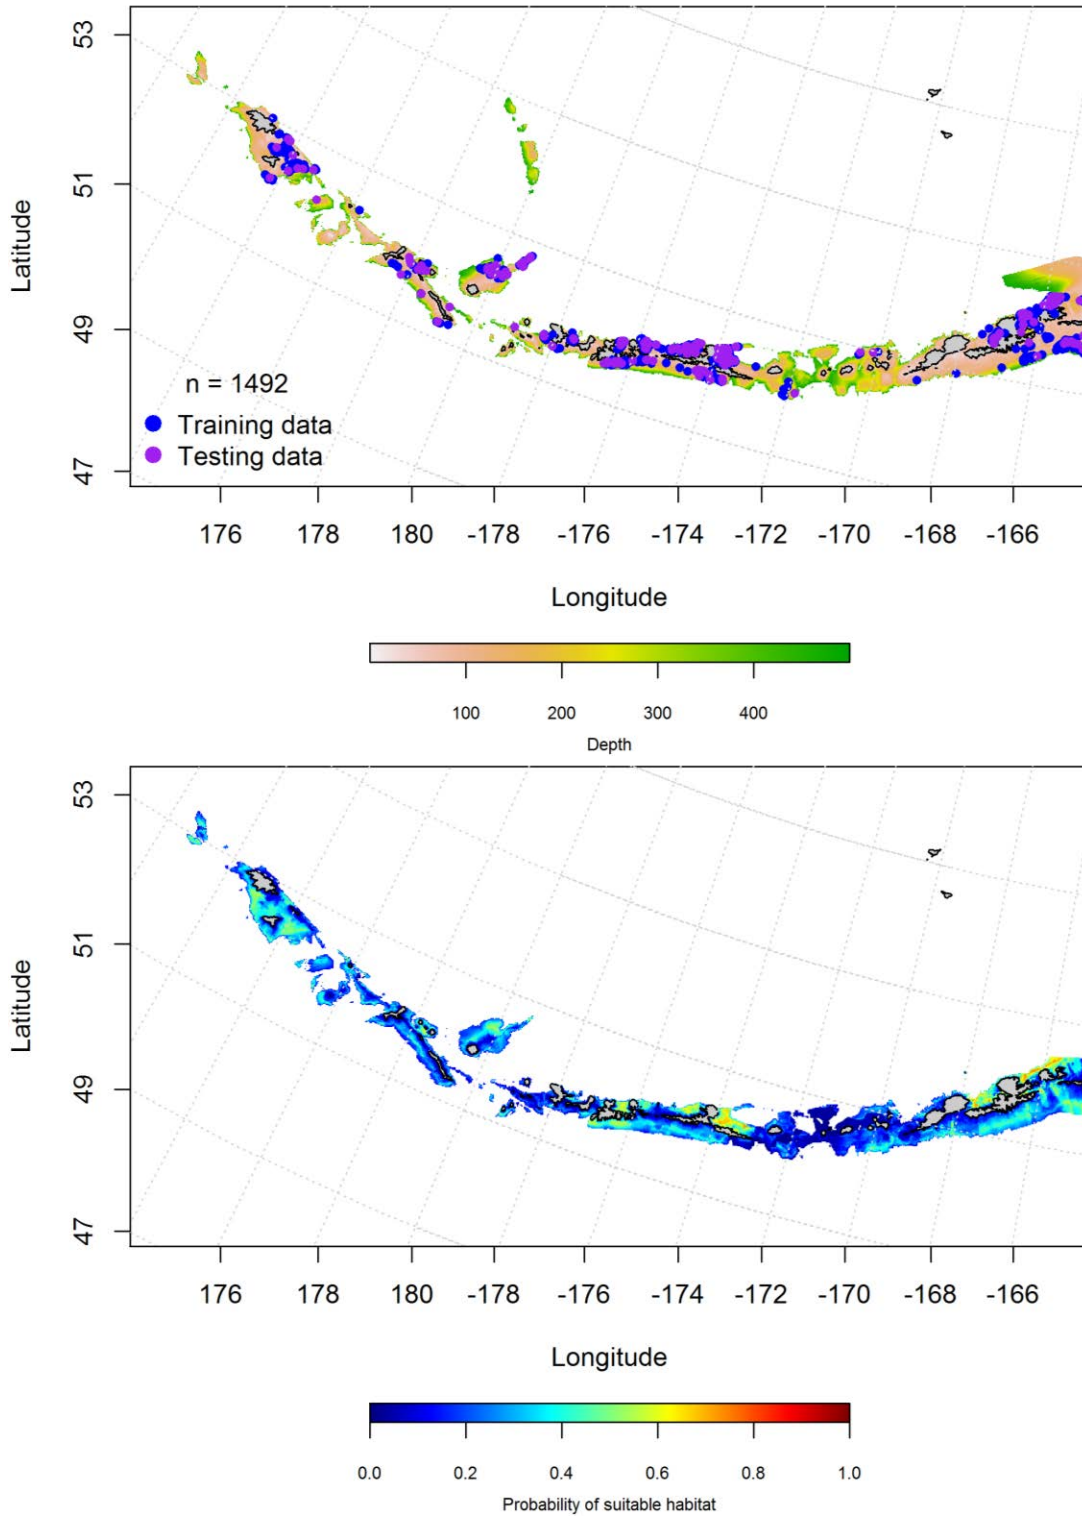 53
51
49
47
Latitude
n = 1492
Training data
Testing data
176 178 180 -178 -176 -174 -172 -170 -168 -166
Longitude
100 200 300 400
Depth
53
51
49
47
Latitude
176 178 180 -178 -176 -174 -172 -170 -168 -166
Longitude
0.0 0.2 0.4 0.6 0.8 1.0
Probability of suitable habitat